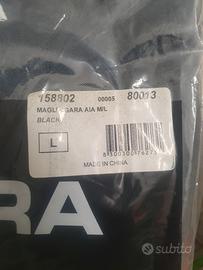 158802 00005 80013
MAGLIA GARA AIA M/L
BLACK
L
MADE IN CHINA
RA
subito